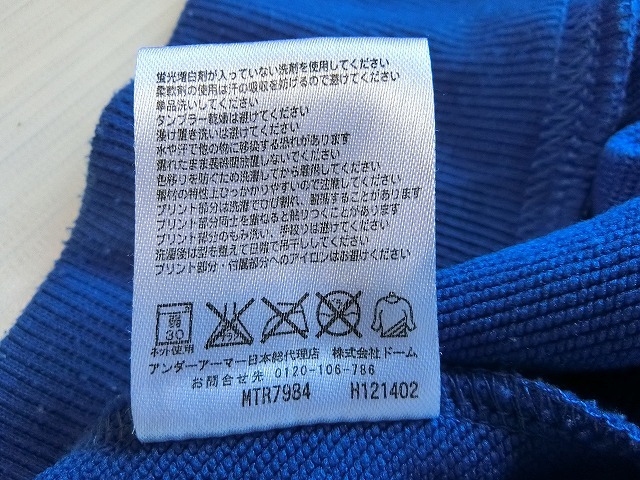 蛍光増白剤が入っていない洗剤を使用してください
柔軟剤の使用は汗の吸収を妨げるので避けてください
単品洗いしてください
タンブラー乾燥は避けてください
漬け置き洗いは避けてください
水や汗で他の物に移染する恐れがあります
濡れたまま長時間放置しないでください
色移りを防ぐため洗濯してから着用してください
素材の特性上ひっかかりやすいので注意してください
プリント部分は洗濯でひび割れ、脱落することがあります
プリント部分同士を重ねると貼りつくことがあります
プリント部分のもみ洗い、手絞りは避けてください
洗濯後は型を整えて日陰で吊干ししてください
プリント部分・付属部分へのアイロンはお避けください
弱
30
ネット使用
アンダーアーマー日本総代理店 株式会社ドーム
お問合せ先 0120-106-786
MTR7984 H121402